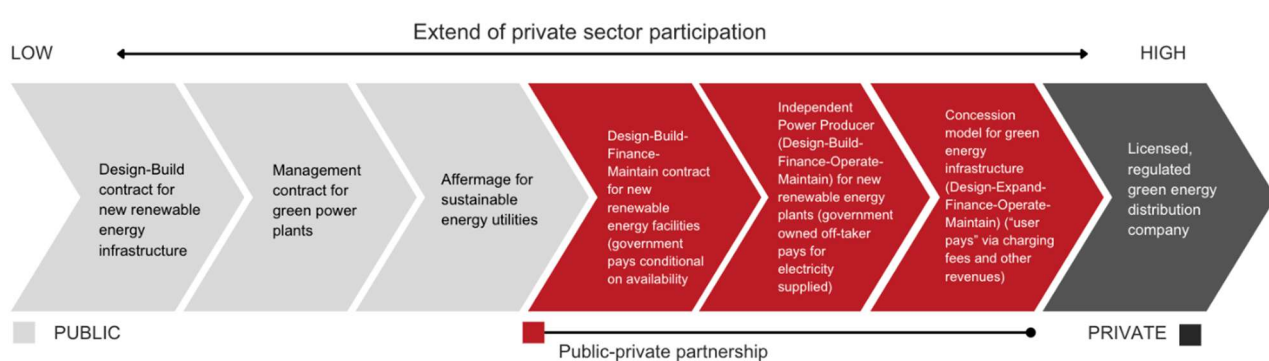 Extend of private sector participation
LOW
HIGH
Design-Build
contract for
new renewable
energy
infrastructure
Management
contract for
green power
plants
Affermage for
sustainable
energy utilities
Design-Build-
Finance-
Maintain contract
for new
renewable
energy facilities
(government
pays conditional
on availability
Independent
Power Producer
(Design-Build-
Finance-Operate-
Maintain) for new
renewable energy
plants (government
owned off-taker
pays for
electricity
supplied)
Concession
model for green
energy
infrastructure
(Design-Expand-
Finance-Operate-
Maintain) (“user
pays” via charging
fees and other
revenues)
Licensed,
regulated
green energy
distribution
company
PUBLIC
Public-private partnership
PRIVATE